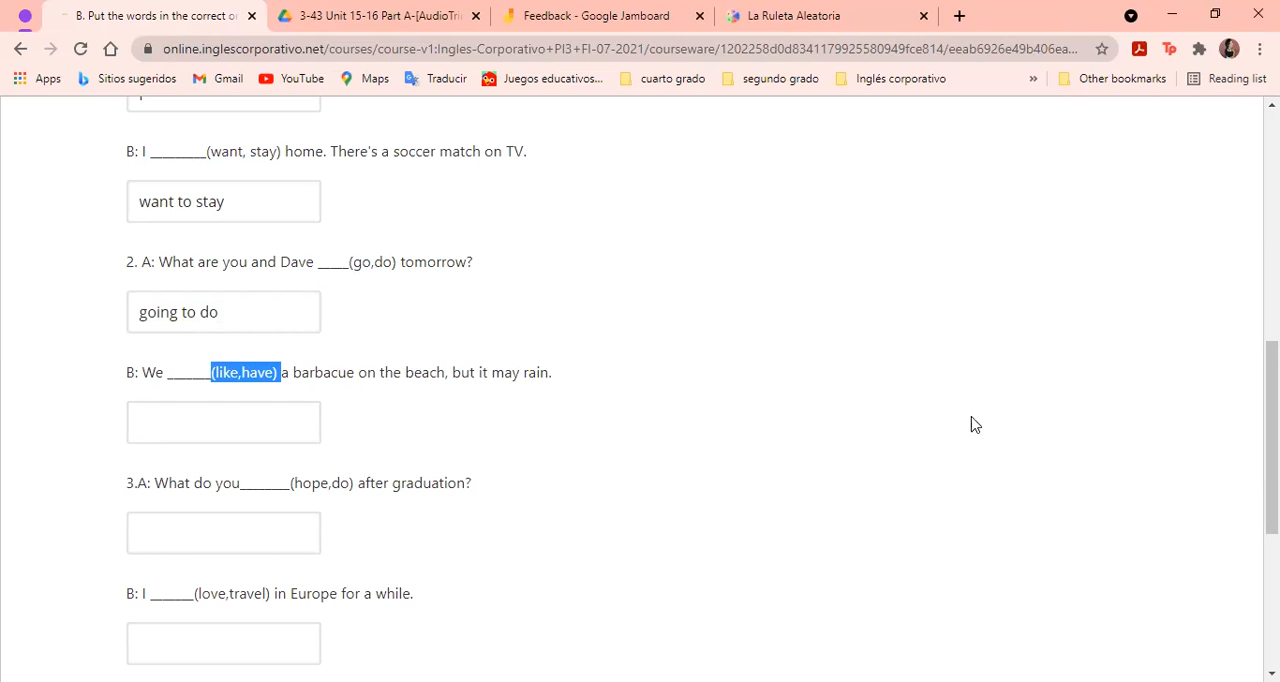 B. Put the words in the correct o
3-43 Unit 15-16 Part A-[AudioTri
Feedback - Google Jamboard
La Ruleta Aleatoria
online.inglescorporativo.net/courses/course-v1:Ingles-Corporativo+PI3+FI-07-2021/courseware/1202258d0d8341179925580949fce814/eeab6926e49b406ea...
Apps
Sitios sugeridos
Gmail
YouTube
Maps
Traducir
Juegos educativos...
cuarto grado
segundo grado
Inglés corporativo
»
Other bookmarks
Reading list
B: I ________(want, stay) home. There's a soccer match on TV.
want to stay
2. A: What are you and Dave ____(go,do) tomorrow?
going to do
B: We ______(like,have) a barbacue on the beach, but it may rain.
3.A: What do you_______(hope,do) after graduation?
B: I ______(love,travel) in Europe for a while.